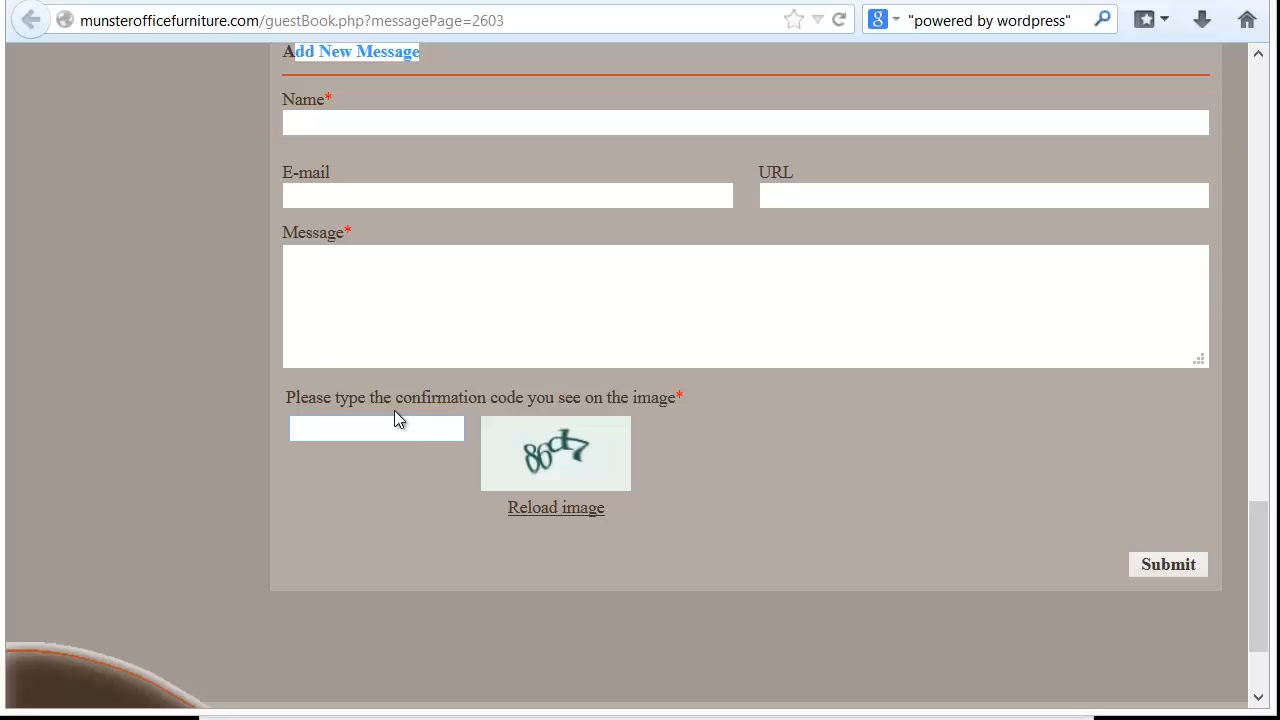 munsterofficefurniture.com/guestBook.php?messagePage=2603
"powered by wordpress"
Add New Message
Name*
E-mail
URL
Message*
Please type the confirmation code you see on the image*
86d7
Reload image
Submit